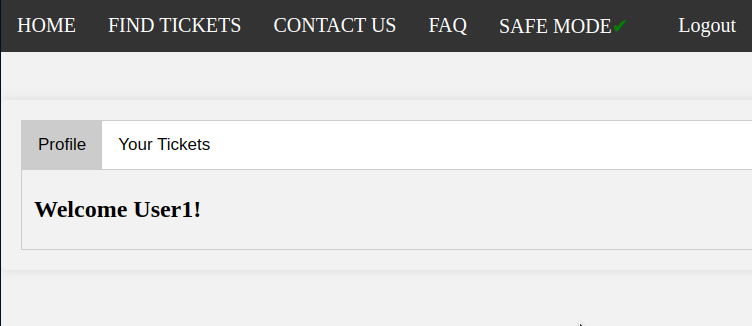 HOME FIND TICKETS CONTACT US FAQ SAFE MODE✔ Logout
Profile Your Tickets
Welcome User1!